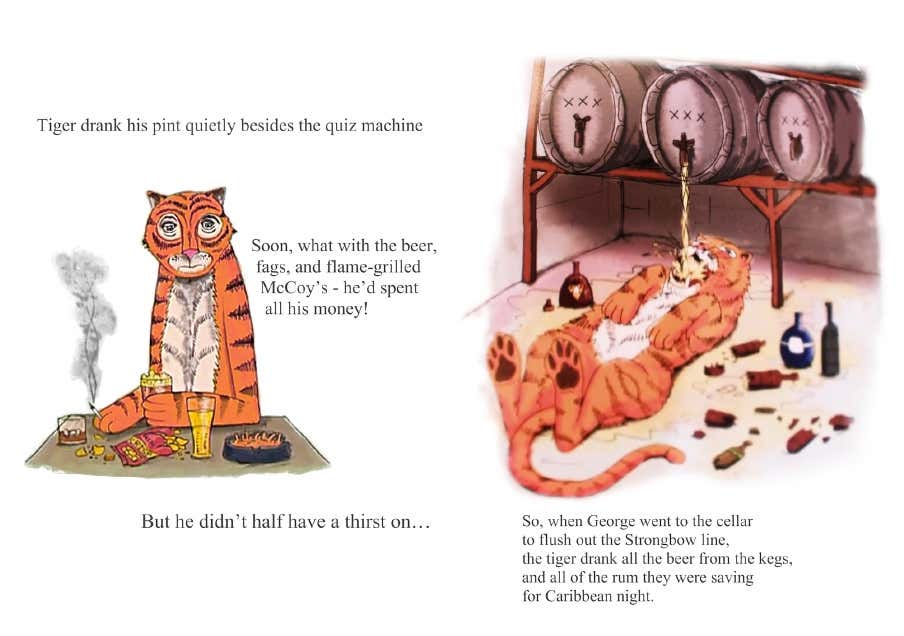 Tiger drank his pint quietly besides the quiz machine
Soon, what with the beer,
fags, and flame-grilled
McCoy's - he'd spent
all his money!
But he didn't half have a thirst on…
XXX
XXX
XXX
So, when George went to the cellar
to flush out the Strongbow line,
the tiger drank all the beer from the kegs,
and all of the rum they were saving
for Caribbean night.